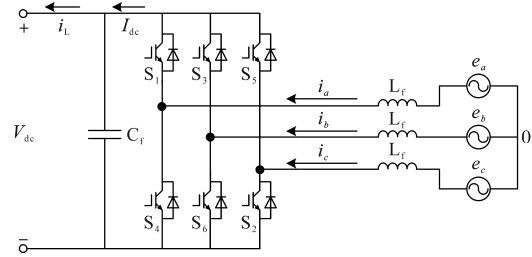 + i_L I_dc
S_1 S_3 S_5
i_a L_f e_a
i_b L_f e_b
V_dc C_f 0
i_c L_f e_c
S_4 S_6 S_2
−